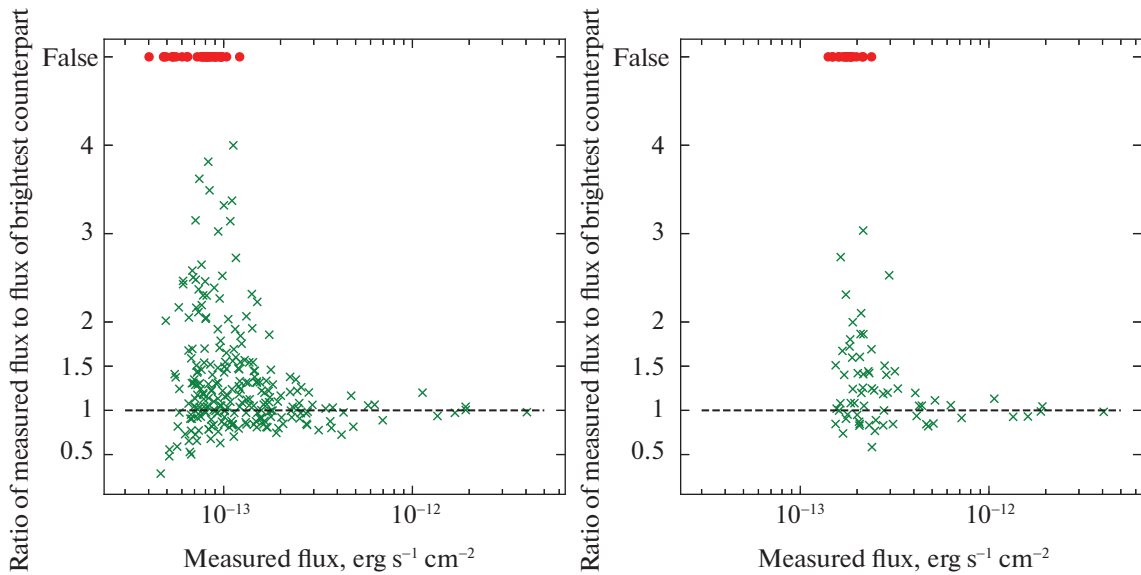 Ratio of measured flux to flux of brightest counterpart
False
4
3
2
1.5
1
0.5
10⁻¹³
10⁻¹²
Measured flux, erg s⁻¹ cm⁻²
Ratio of measured flux to flux of brightest counterpart
False
4
3
2
1.5
1
0.5
10⁻¹³
10⁻¹²
Measured flux, erg s⁻¹ cm⁻²